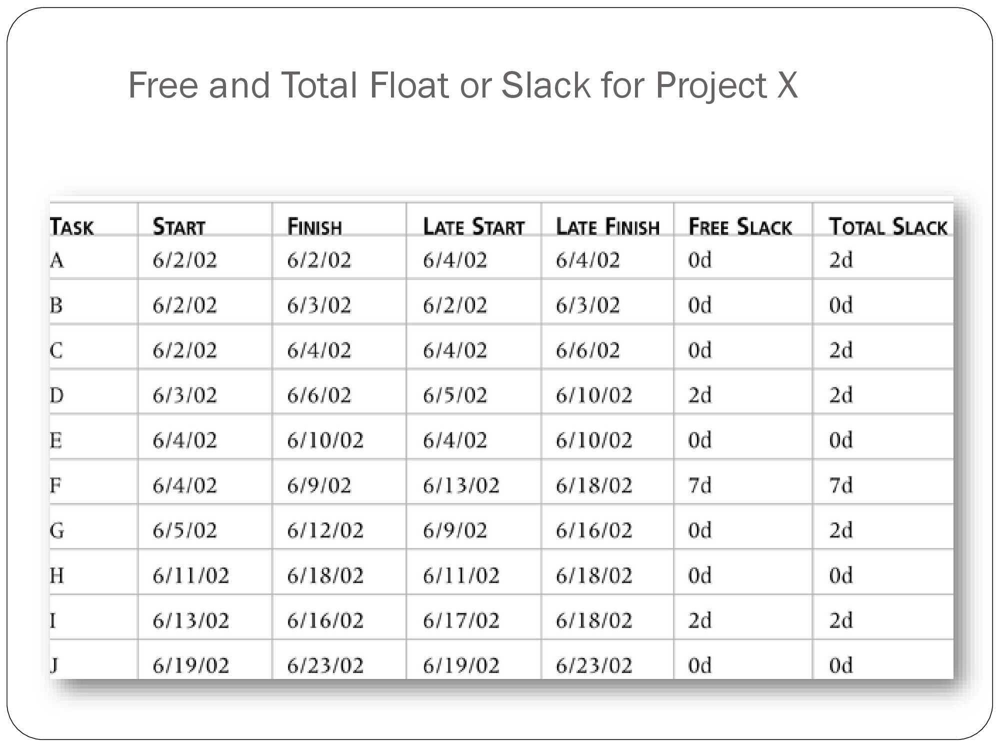 Free and Total Float or Slack for Project X
TASK START FINISH LATE START LATE FINISH FREE SLACK TOTAL SLACK
A 6/2/02 6/2/02 6/4/02 6/4/02 0d 2d
B 6/2/02 6/3/02 6/2/02 6/3/02 0d 0d
C 6/2/02 6/4/02 6/4/02 6/6/02 0d 2d
D 6/3/02 6/6/02 6/5/02 6/10/02 2d 2d
E 6/4/02 6/10/02 6/4/02 6/10/02 0d 0d
F 6/4/02 6/9/02 6/13/02 6/18/02 7d 7d
G 6/5/02 6/12/02 6/9/02 6/16/02 0d 2d
H 6/11/02 6/18/02 6/11/02 6/18/02 0d 0d
I 6/13/02 6/16/02 6/17/02 6/18/02 2d 2d
J 6/19/02 6/23/02 6/19/02 6/23/02 0d 0d